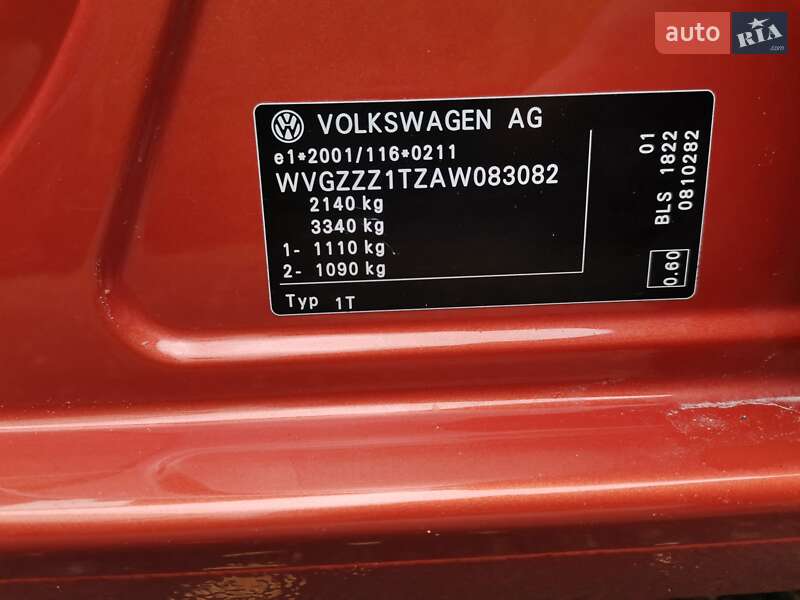 auto RIA .com
VOLKSWAGEN AG
e1*2001/116*0211
WVGZZZ1TZAW083082
2140 kg
3340 kg
1- 1110 kg
2- 1090 kg
Typ 1T
01
BLS 1822
0810282
0.60